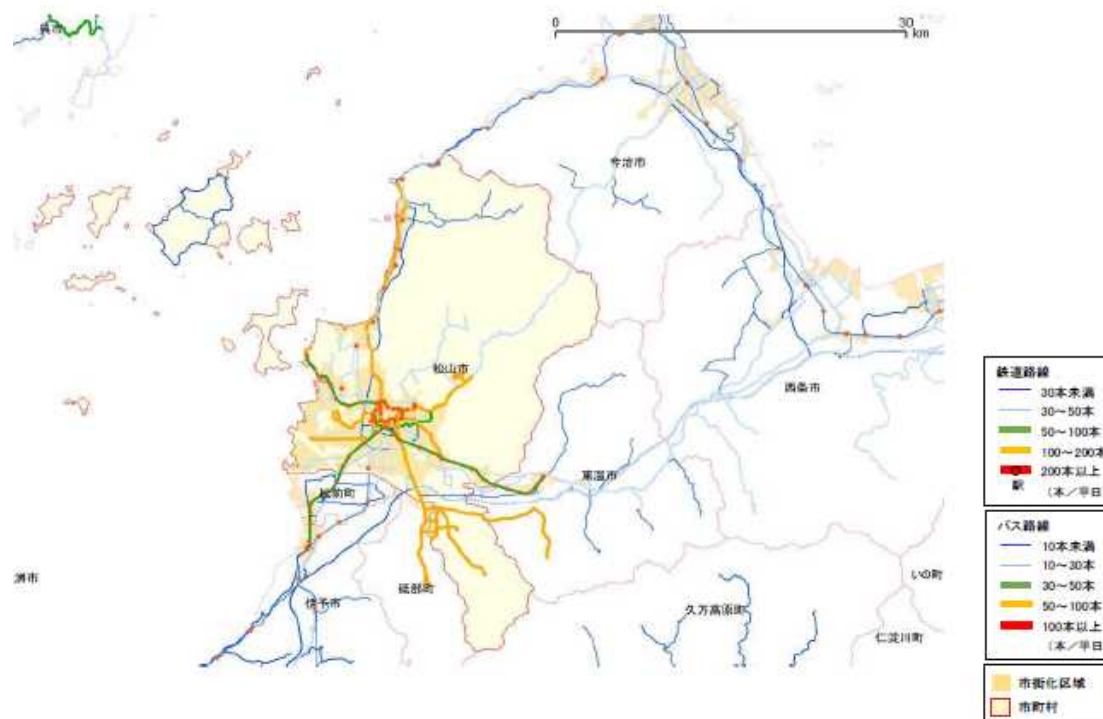 呉市
0 30
km
今治市
松山市
西条市
東温市
松前町
砥部町
伊予市
久万高原町
いの町
仁淀川町
鉄道路線
30本未満
30～50本
50～100本
100～200本
200本以上
駅
（本／平日
バス路線
10本未満
10～30本
30～50本
50～100本
100本以上
（本／平日
市街化区域
市町村